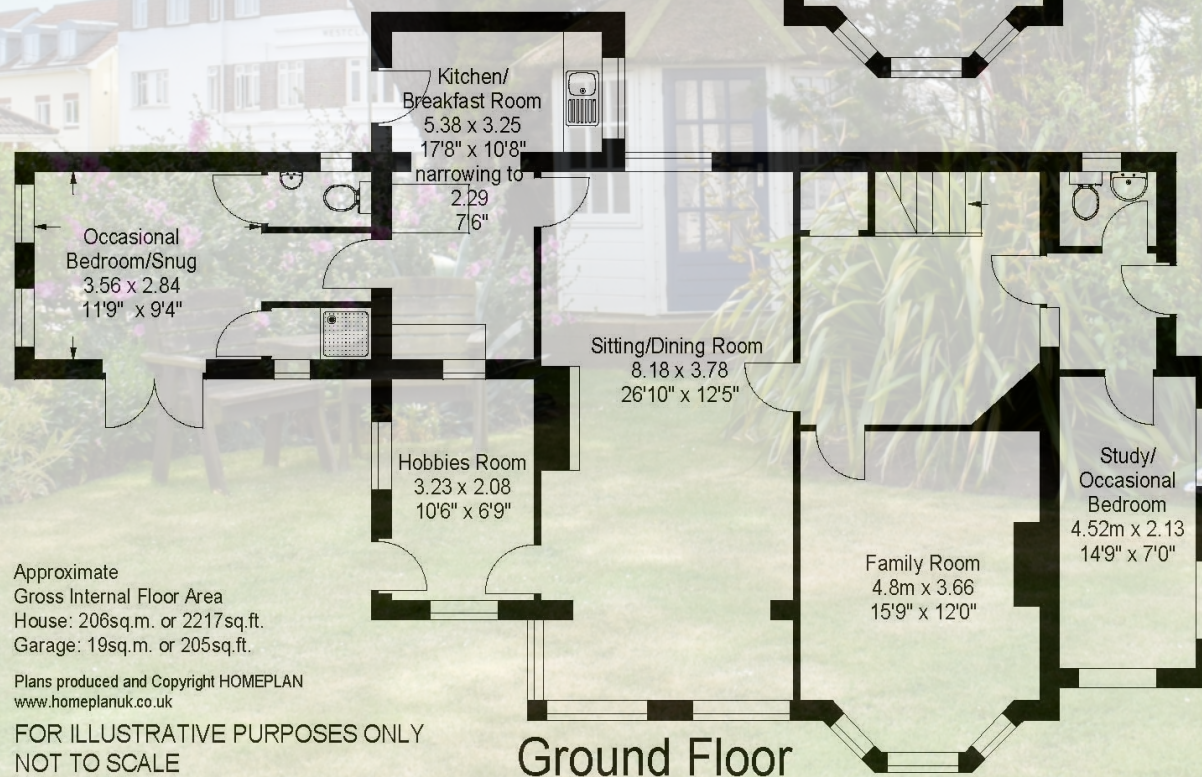 Kitchen/
Breakfast Room
5.38 x 3.25
17'8" x 10'8"
narrowing to
2.29
7'6"
Occasional
Bedroom/Snug
3.56 x 2.84
11'9" x 9'4"
Sitting/Dining Room
8.18 x 3.78
26'10" x 12'5"
Hobbies Room
3.23 x 2.08
10'6" x 6'9"
Study/
Occasional
Bedroom
4.52m x 2.13
14'9" x 7'0"
Family Room
4.8m x 3.66
15'9" x 12'0"
Approximate
Gross Internal Floor Area
House: 206sq.m. or 2217sq.ft.
Garage: 19sq.m. or 205sq.ft.
Plans produced and Copyright HOMEPLAN
www.homeplanuk.co.uk
FOR ILLUSTRATIVE PURPOSES ONLY
NOT TO SCALE
Ground Floor